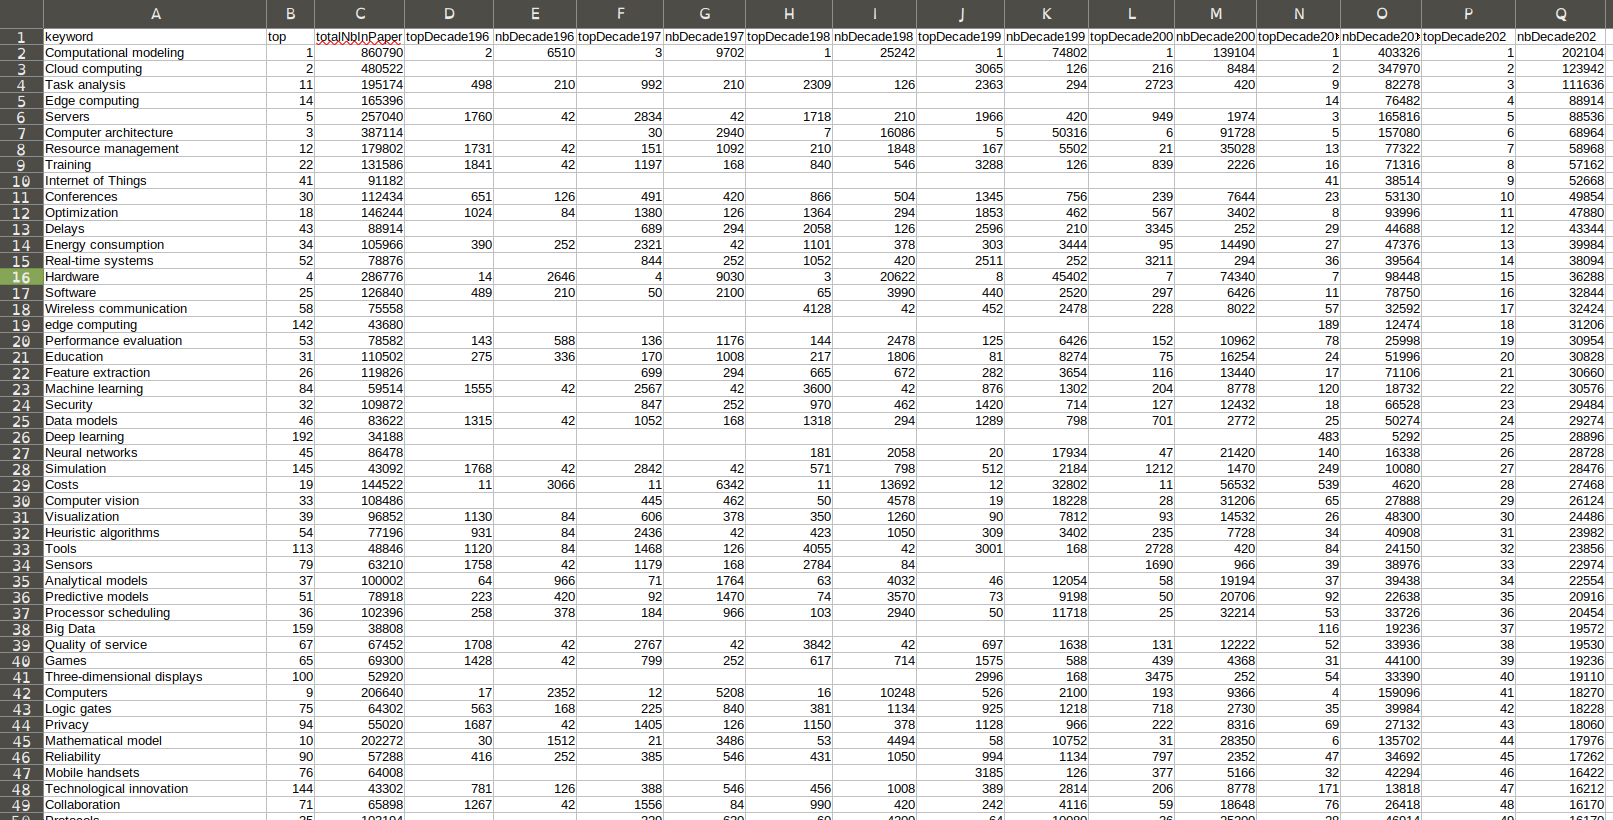 A B C D E F G H I J K L M N O P Q
1 keyword top totalNbInPaper topDecade196 nbDecade196 topDecade197 nbDecade197 topDecade198 nbDecade198 topDecade199 nbDecade199 topDecade200 nbDecade200 topDecade201 nbDecade201 topDecade202 nbDecade202
2 Computational modeling 1 860790 2 6510 3 9702 1 25242 1 74802 1 139104 1 403326 1 202104
3 Cloud computing 2 480522 3065 126 216 8484 2 347970 2 123942
4 Task analysis 11 195174 498 210 992 210 2309 126 2363 294 2723 420 9 82278 3 111636
5 Edge computing 14 165396 14 76482 4 88914
6 Servers 5 257040 1760 42 2834 42 1718 210 1966 420 949 1974 3 165816 5 88536
7 Computer architecture 3 387114 30 2940 7 16086 5 50316 6 91728 5 157080 6 68964
8 Resource management 12 179802 1731 42 151 1092 210 1848 167 5502 21 35028 13 77322 7 58968
9 Training 22 131586 1841 42 1197 168 840 546 3288 126 839 2226 16 71316 8 57162
10 Internet of Things 41 91182 41 38514 9 52668
11 Conferences 30 112434 651 126 491 420 866 504 1345 756 239 7644 23 53130 10 49854
12 Optimization 18 146244 1024 84 1380 126 1364 294 1853 462 567 3402 8 93996 11 47880
13 Delays 43 88914 689 294 2058 126 2596 210 3345 252 29 44688 12 43344
14 Energy consumption 34 105966 390 252 2321 42 1101 378 303 3444 95 14490 27 47376 13 39984
15 Real-time systems 52 78876 844 252 1052 420 2511 252 3211 294 36 39564 14 38094
16 Hardware 4 286776 14 2646 4 9030 3 20622 8 45402 7 74340 7 98448 15 36288
17 Software 25 126840 489 210 50 2100 65 3990 440 2520 297 6426 11 78750 16 32844
18 Wireless communication 58 75558 4128 42 452 2478 228 8022 57 32592 17 32424
19 edge computing 142 43680 189 12474 18 31206
20 Performance evaluation 53 78582 143 588 136 1176 144 2478 125 6426 152 10962 78 25998 19 30954
21 Education 31 110502 275 336 170 1008 217 1806 81 8274 75 16254 24 51996 20 30828
22 Feature extraction 26 119826 699 294 665 672 282 3654 116 13440 17 71106 21 30660
23 Machine learning 84 59514 1555 42 2567 42 3600 42 876 1302 204 8778 120 18732 22 30576
24 Security 32 109872 847 252 970 462 1420 714 127 12432 18 66528 23 29484
25 Data models 46 83622 1315 42 1052 168 1318 294 1289 798 701 2772 25 50274 24 29274
26 Deep learning 192 34188 483 5292 25 28896
27 Neural networks 45 86478 181 2058 20 17934 47 21420 140 16338 26 28728
28 Simulation 145 43092 1768 42 2842 42 571 798 512 2184 1212 1470 249 10080 27 28476
29 Costs 19 144522 11 3066 11 6342 11 13692 12 32802 11 56532 539 4620 28 27468
30 Computer vision 33 108486 445 462 50 4578 19 18228 28 31206 65 27888 29 26124
31 Visualization 39 96852 1130 84 606 378 350 1260 90 7812 93 14532 26 48300 30 24486
32 Heuristic algorithms 54 77196 931 84 2436 42 423 1050 309 3402 235 7728 34 40908 31 23982
33 Tools 113 48846 1120 84 1468 126 4055 42 3001 168 2728 420 84 24150 32 23856
34 Sensors 79 63210 1758 42 1179 168 2784 84 1690 966 39 38976 33 22974
35 Analytical models 37 100002 64 966 71 1764 63 4032 46 12054 58 19194 37 39438 34 22554
36 Predictive models 51 78918 223 420 92 1470 74 3570 73 9198 50 20706 92 22638 35 20916
37 Processor scheduling 36 102396 258 378 184 966 103 2940 50 11718 25 32214 53 33726 36 20454
38 Big Data 159 38808 116 19236 37 19572
39 Quality of service 67 67452 1708 42 2767 42 3842 42 697 1638 131 12222 52 33936 38 19530
40 Games 65 69300 1428 42 799 252 617 714 1575 588 439 4368 31 44100 39 19236
41 Three-dimensional displays 100 52920 2996 168 3475 252 54 33390 40 19110
42 Computers 9 206640 17 2352 12 5208 16 10248 526 2100 193 9366 4 159096 41 18270
43 Logic gates 75 64302 563 168 225 840 381 1134 925 1218 718 2730 35 39984 42 18228
44 Privacy 94 55020 1687 42 1405 126 1150 378 1128 966 222 8316 69 27132 43 18060
45 Mathematical model 10 202272 30 1512 21 3486 53 4494 58 10752 31 28350 6 135702 44 17976
46 Reliability 90 57288 416 252 385 546 431 1050 994 1134 797 2352 47 34692 45 17262
47 Mobile handsets 76 64008 3185 126 377 5166 32 42294 46 16422
48 Technological innovation 144 43302 781 126 388 546 456 1008 389 2814 206 8778 171 13818 47 16212
49 Collaboration 71 65898 1267 42 1556 84 990 420 242 4116 59 18648 76 26418 48 16170